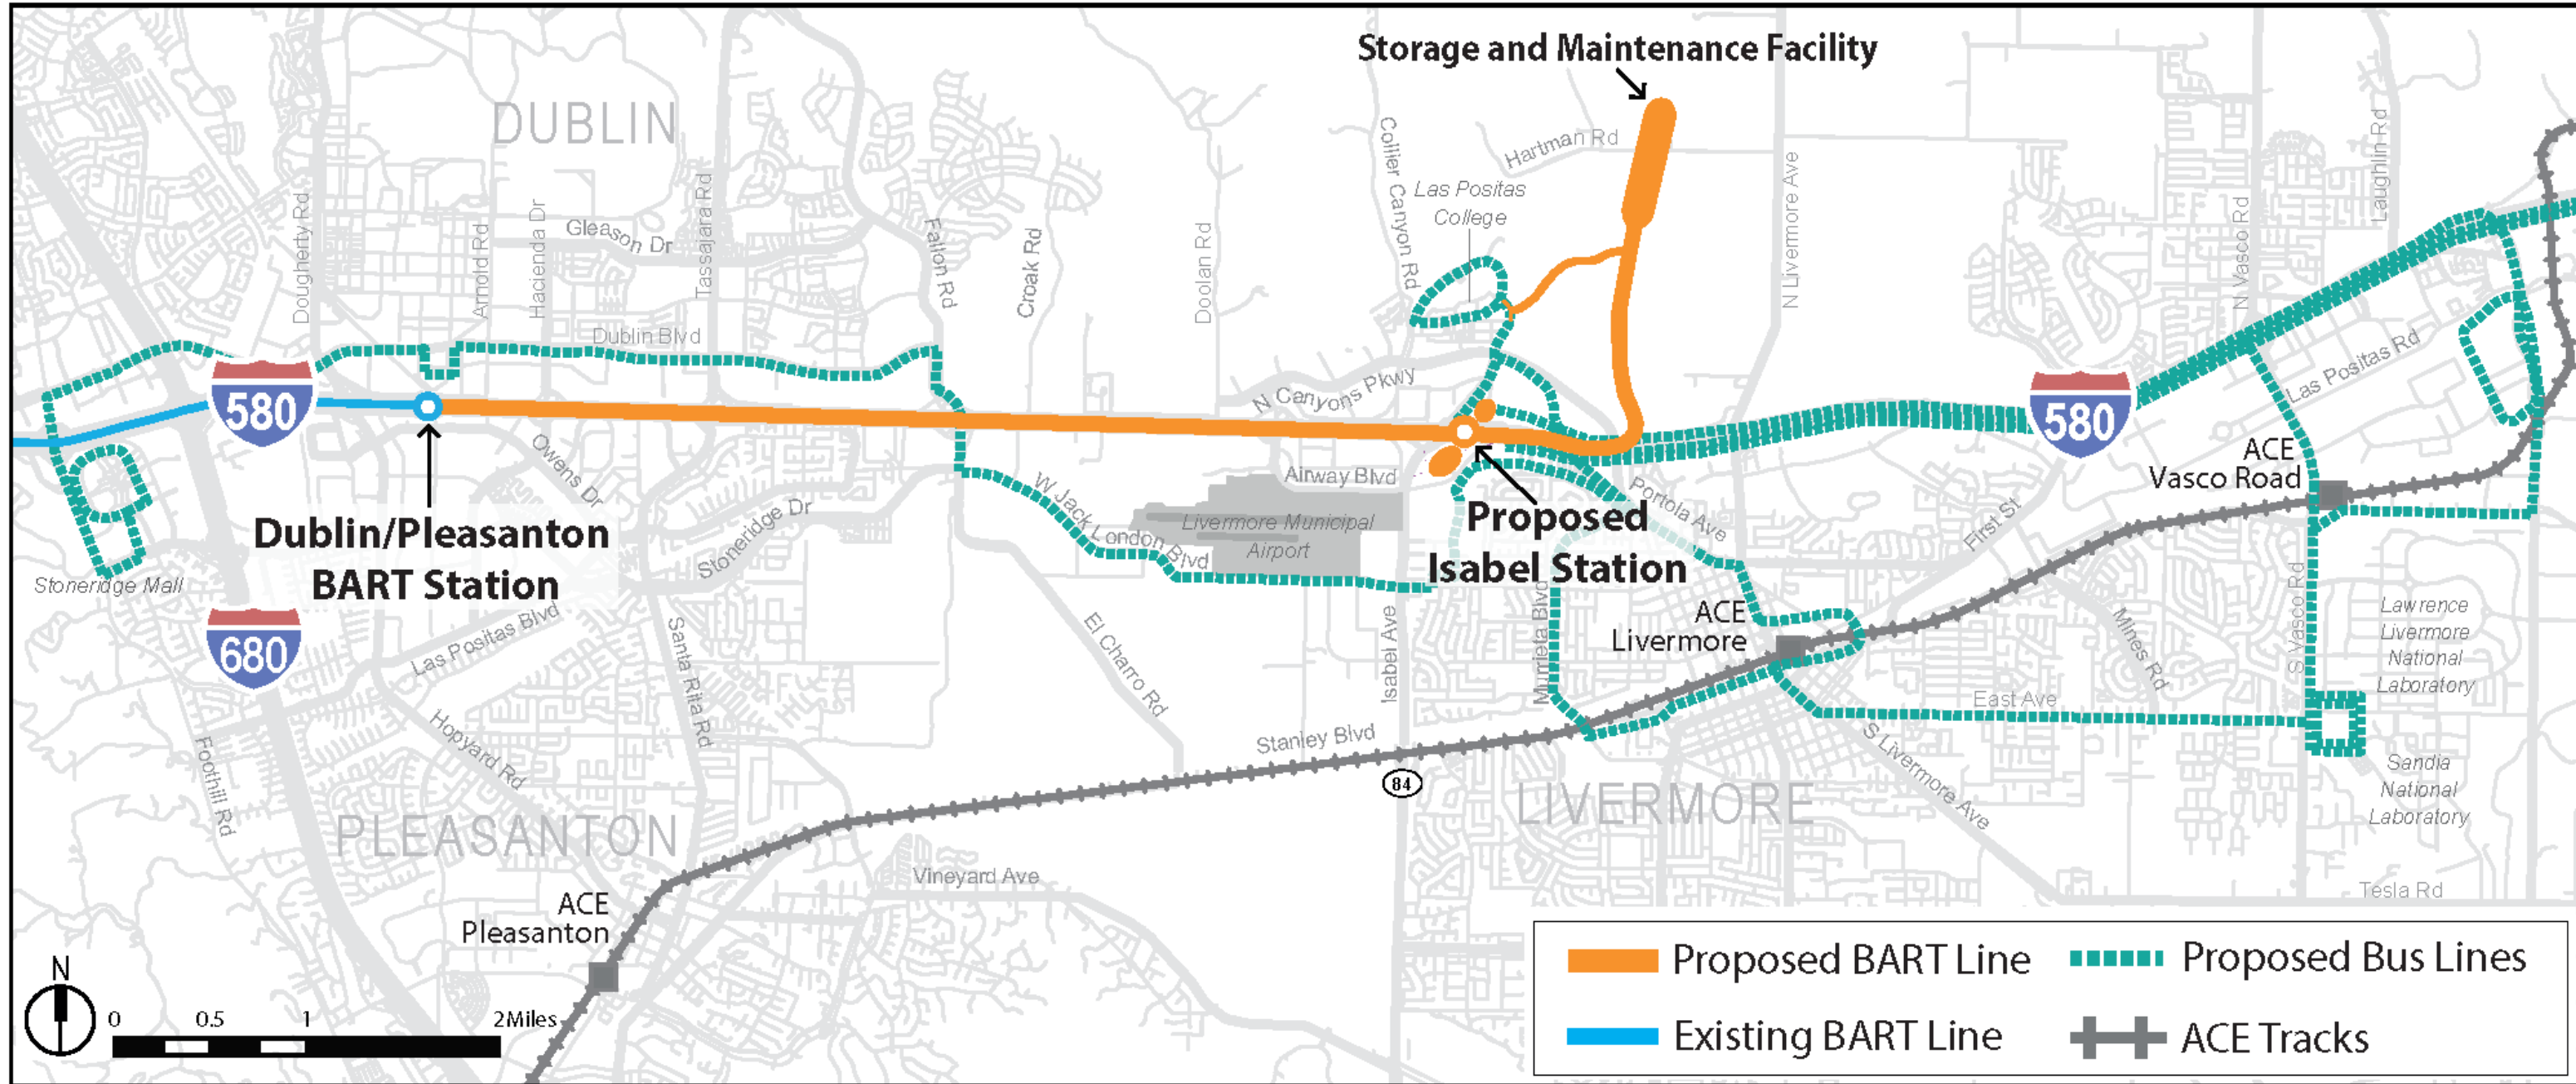 Storage and Maintenance Facility
DUBLIN
Hartman Rd
Collier Canyon Rd
Las Positas
College
N Livermore Ave
Laughlin Rd
N Vasco Rd
Dougherty Rd
Arnold Rd
Hacienda Dr
Gleason Dr
Tassajara Rd
Fallon Rd
Croak Rd
Doolan Rd
Dublin Blvd
N Canyons Pkwy
Las Positas Rd
580
580
Owens Dr
Airway Blvd
W Jack London Blvd
Stoneridge Dr
Livermore Municipal
Airport
Portola Ave
First St
ACE
Vasco Road
Dublin/Pleasanton
BART Station
Proposed
Isabel Station
Stoneridge Mall
680
Las Positas Blvd
Santa Rita Rd
El Charro Rd
Isabel Ave
Murrieta Blvd
ACE
Livermore
Mines Rd
S Vasco Rd
Lawrence
Livermore
National
Laboratory
East Ave
Hopyard Rd
Foothill Rd
Stanley Blvd
84
S Livermore Ave
Sandia
National
Laboratory
PLEASANTON
LIVERMORE
Vineyard Ave
Tesla Rd
ACE
Pleasanton
N
0 0.5 1 2Miles
Proposed BART Line
Proposed Bus Lines
Existing BART Line
ACE Tracks